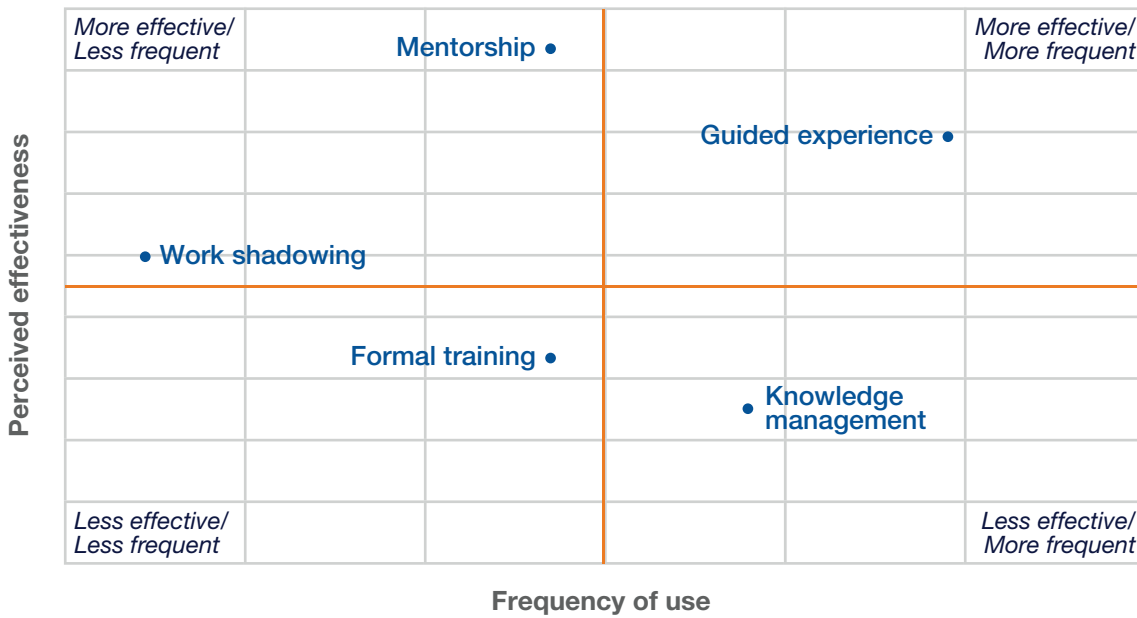 More effective/
Less frequent
Mentorship
More effective/
More frequent
Guided experience
Work shadowing
Formal training
Knowledge
management
Less effective/
Less frequent
Less effective/
More frequent
Perceived effectiveness
Frequency of use